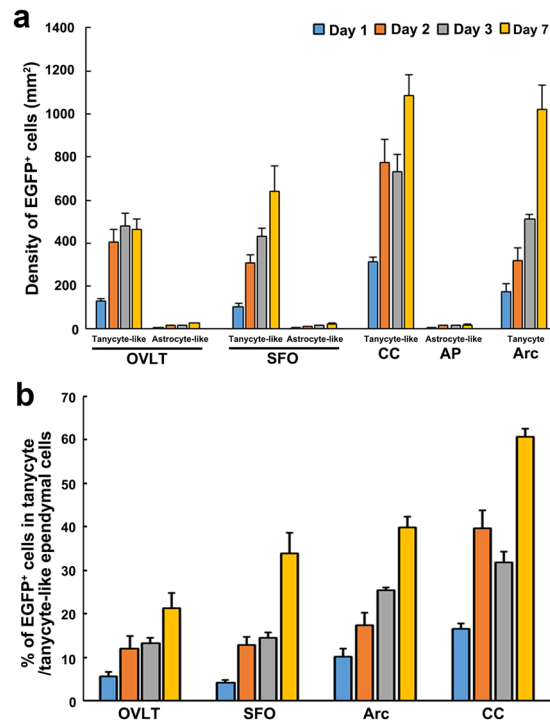 a
Day 1 Day 2 Day 3 Day 7
Density of EGFP⁺ cells (mm²)
1400
1200
1000
800
600
400
200
0
Tanycyte-like Astrocyte-like Tanycyte-like Astrocyte-like Tanycyte-like Astrocyte-like Tanycyte
OVLT SFO CC AP Arc
b
% of EGFP⁺ cells in tanycyte
/tanycyte-like ependymal cells
70
60
50
40
30
20
10
0
OVLT SFO Arc CC